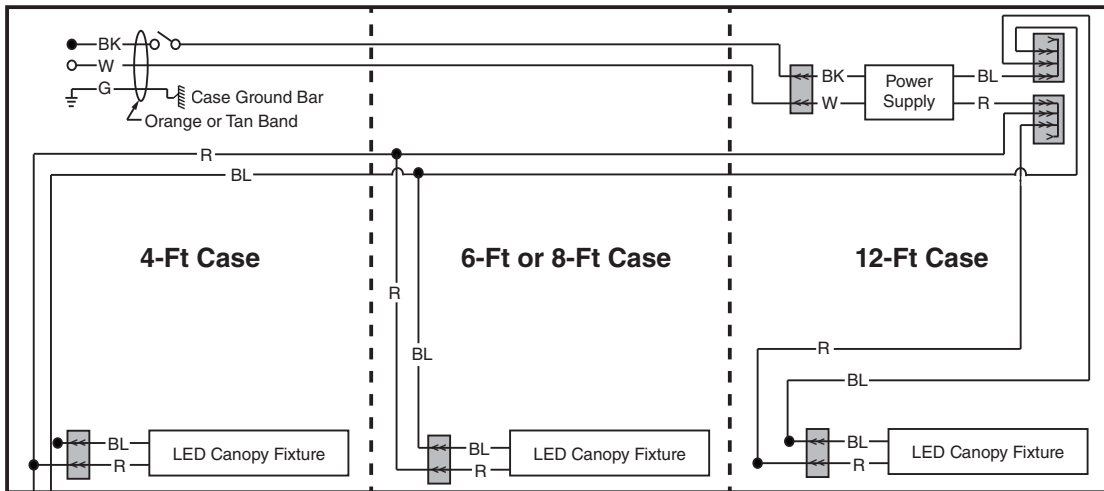 BK
W
G
Case Ground Bar
Orange or Tan Band
BK
W
Power
Supply
BL
R
R
BL
4-Ft Case
6-Ft or 8-Ft Case
12-Ft Case
R
BL
R
BL
BL
R
LED Canopy Fixture
BL
R
LED Canopy Fixture
BL
R
LED Canopy Fixture